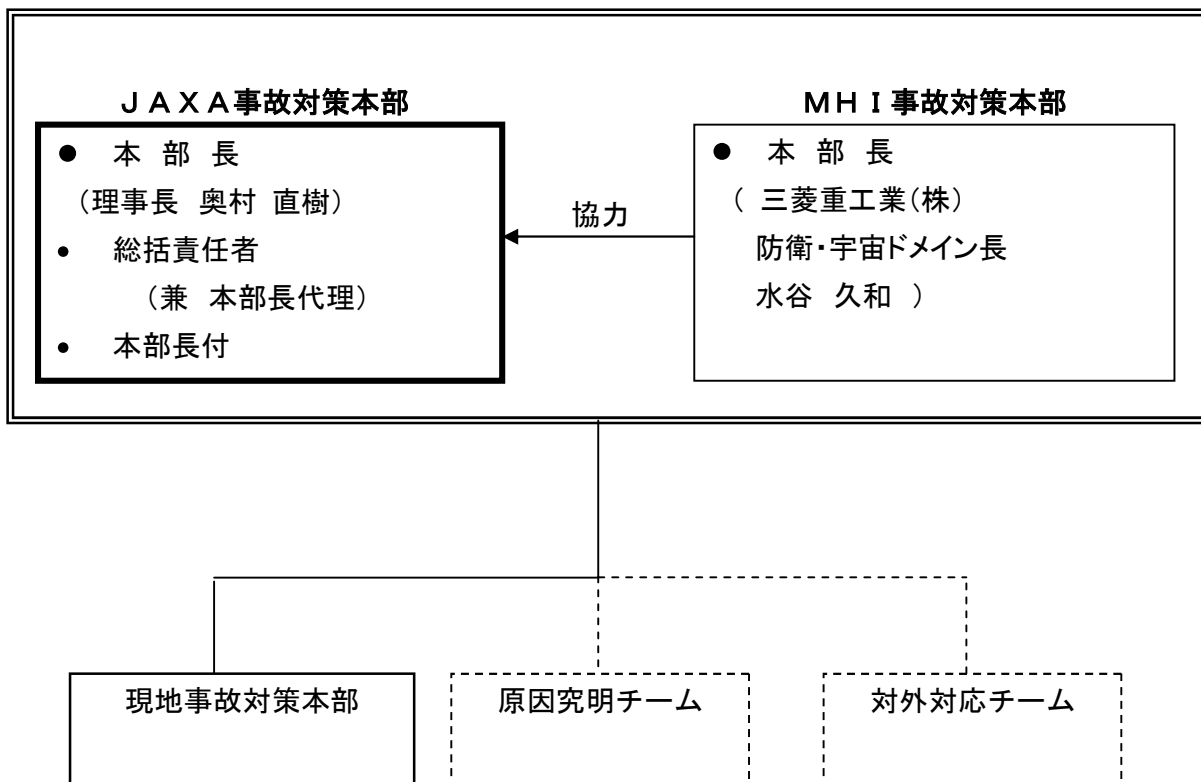 ＪＡＸＡ事故対策本部
● 本 部 長
（理事長 奥村 直樹）
• 総括責任者
（兼 本部長代理）
• 本部長付
協力
ＭＨＩ事故対策本部
● 本 部 長
（ 三菱重工業（株）
防衛・宇宙ドメイン長
水谷 久和 ）
現地事故対策本部
原因究明チーム
対外対応チーム